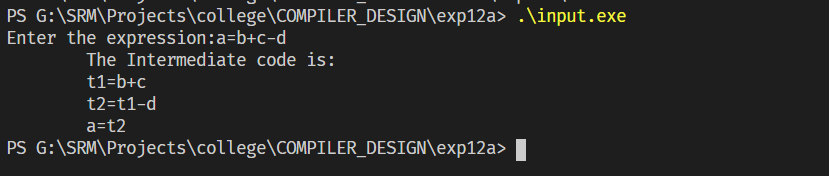 PS G:\SRM\Projects\college\COMPILER_DESIGN\exp12a> .\input.exe
Enter the expression:a=b+c-d
The Intermediate code is:
t1=b+c
t2=t1-d
a=t2
PS G:\SRM\Projects\college\COMPILER_DESIGN\exp12a>